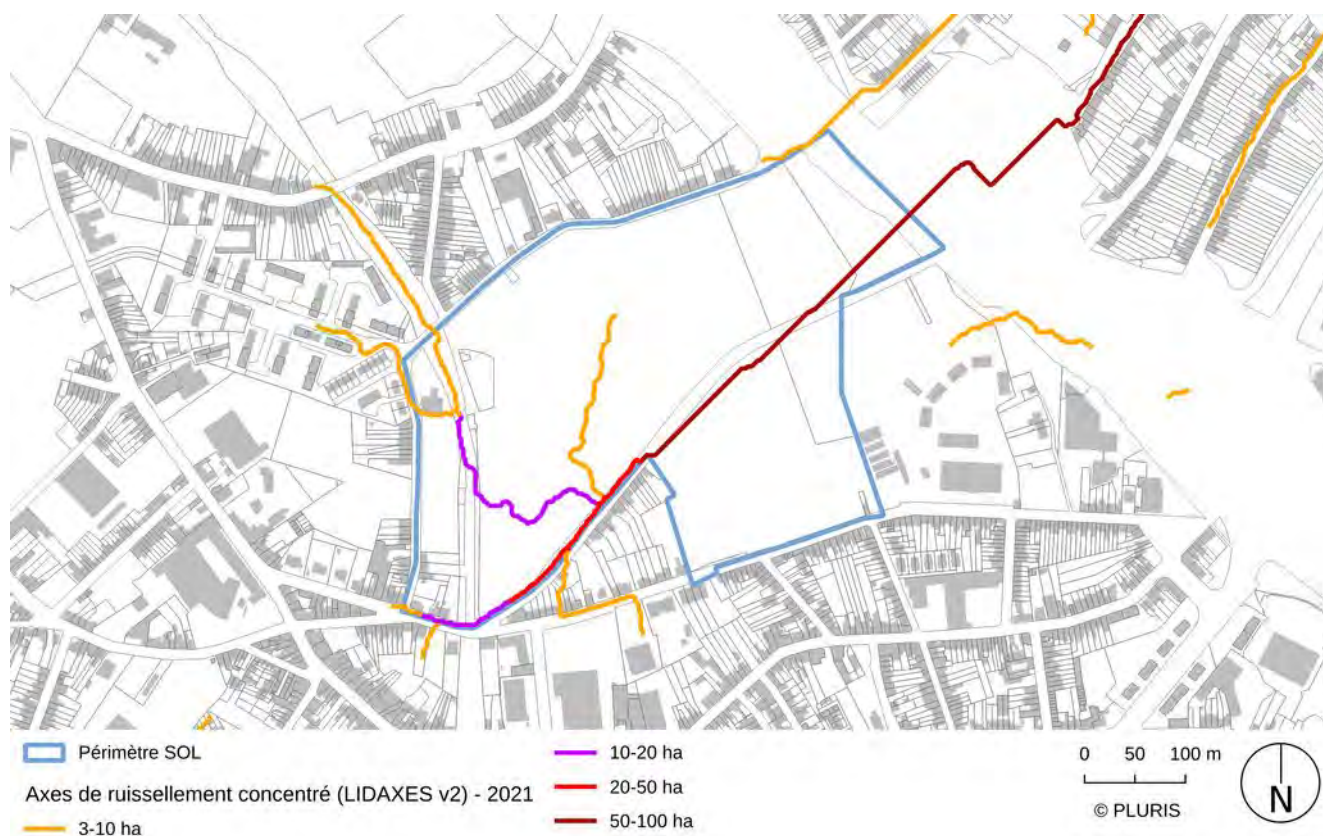 Périmètre SOL
Axes de ruissellement concentré (LIDAXES v2) - 2021
3-10 ha
10-20 ha
20-50 ha
50-100 ha
0 50 100 m
© PLURIS
N